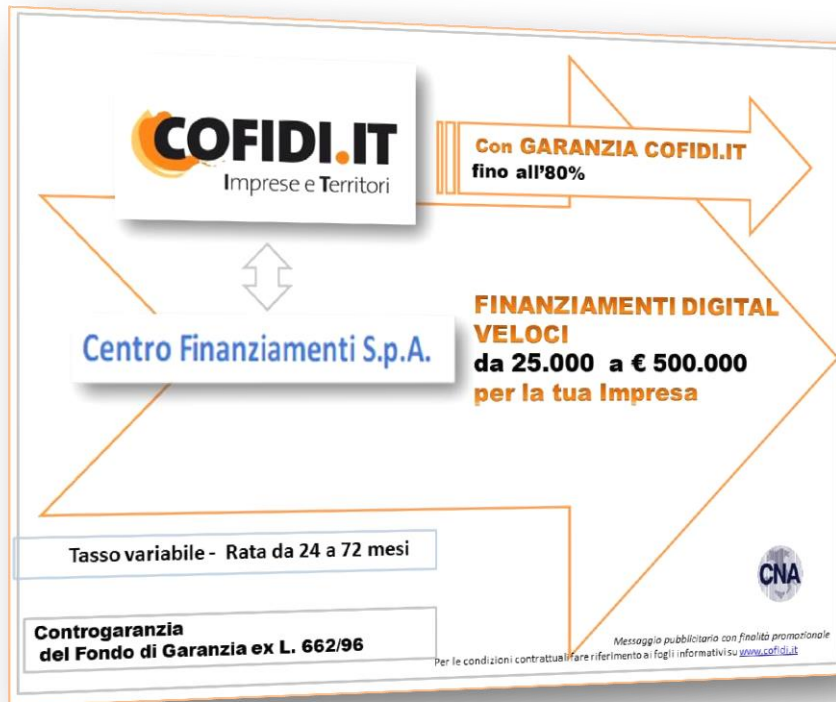 COFIDI.IT
Imprese e Territori
Con GARANZIA COFIDI.IT
fino all'80%
Centro Finanziamenti S.p.A.
FINANZIAMENTI DIGITAL
VELOCI
da 25.000 a € 500.000
per la tua Impresa
Tasso variabile - Rata da 24 a 72 mesi
CNA
Controgaranzia
del Fondo di Garanzia ex L. 662/96
Messaggio pubblicitario con finalità promozionale
Per le condizioni contrattuali fare riferimento ai fogli informativi su www.cofidi.it